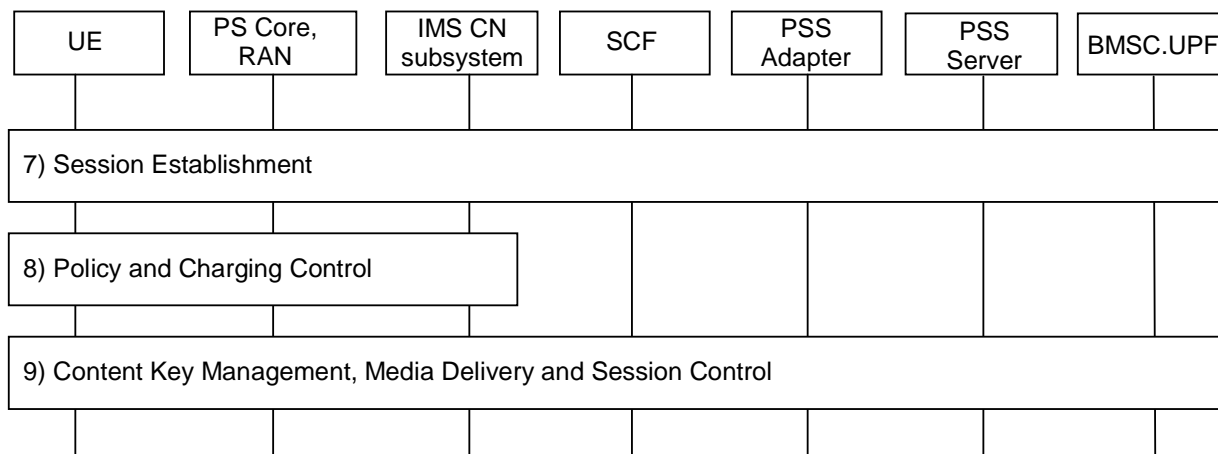 UE
PS Core,
RAN
IMS CN
subsystem
SCF
PSS
Adapter
PSS
Server
BMSC.UPF
7) Session Establishment
8) Policy and Charging Control
9) Content Key Management, Media Delivery and Session Control